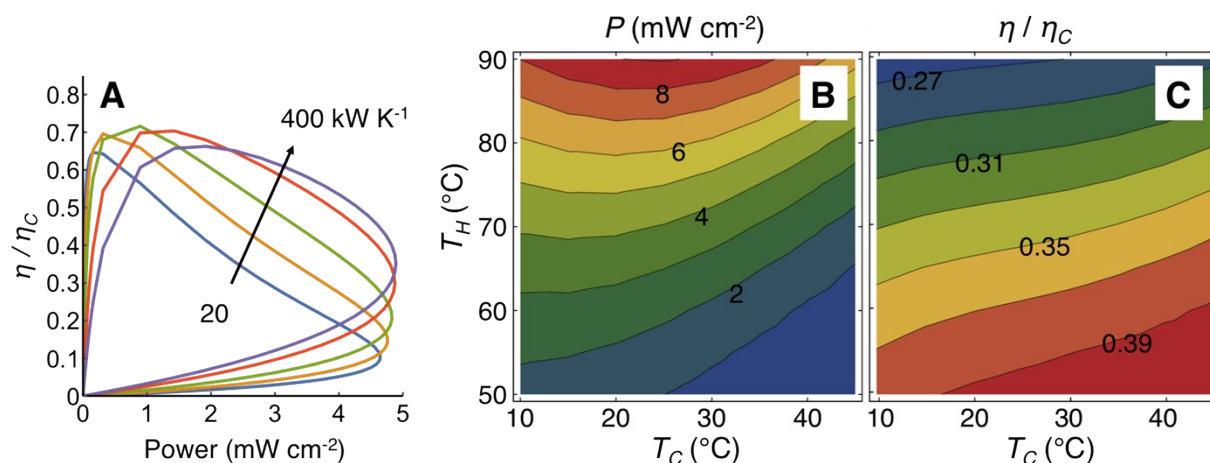 A
η / ηC
0.8
0.7
0.6
0.5
0.4
0.3
0.2
0.1
0
400 kW K-1
20
0 1 2 3 4 5
Power (mW cm-2)
P (mW cm-2)
B
TH (°C)
90
80
70
60
50
8
6
4
2
10 20 30 40
TC (°C)
η / ηC
C
0.27
0.31
0.35
0.39
10 20 30 40
TC (°C)